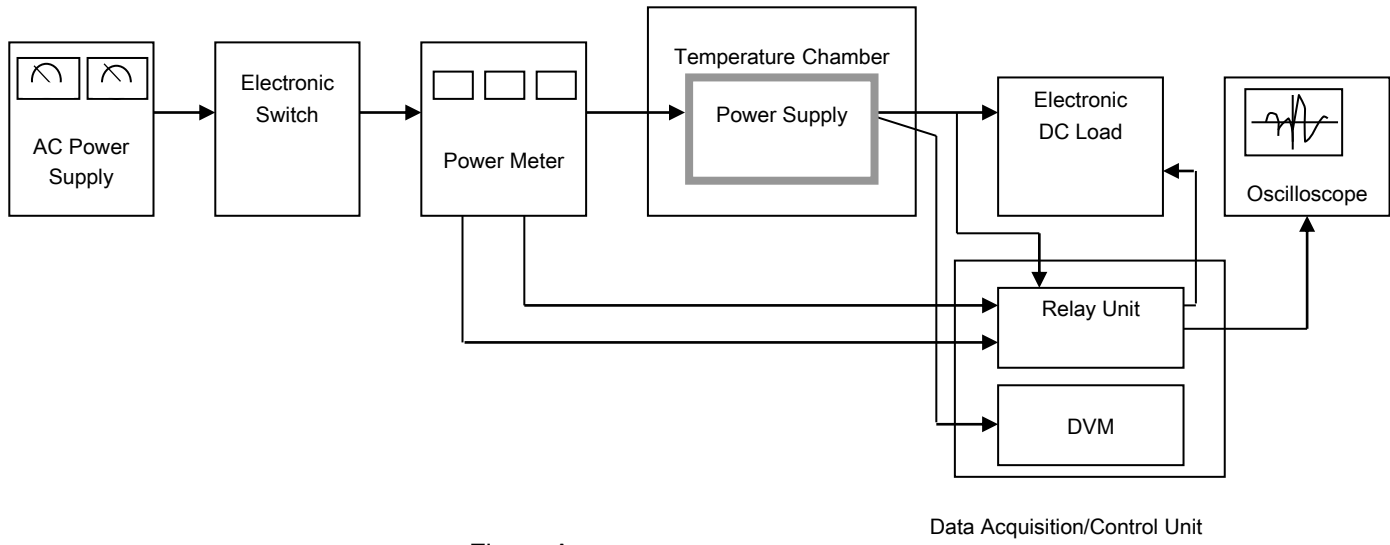 AC Power
Supply
Electronic
Switch
Power Meter
Temperature Chamber
Power Supply
Electronic
DC Load
Oscilloscope
Relay Unit
DVM
Data Acquisition/Control Unit